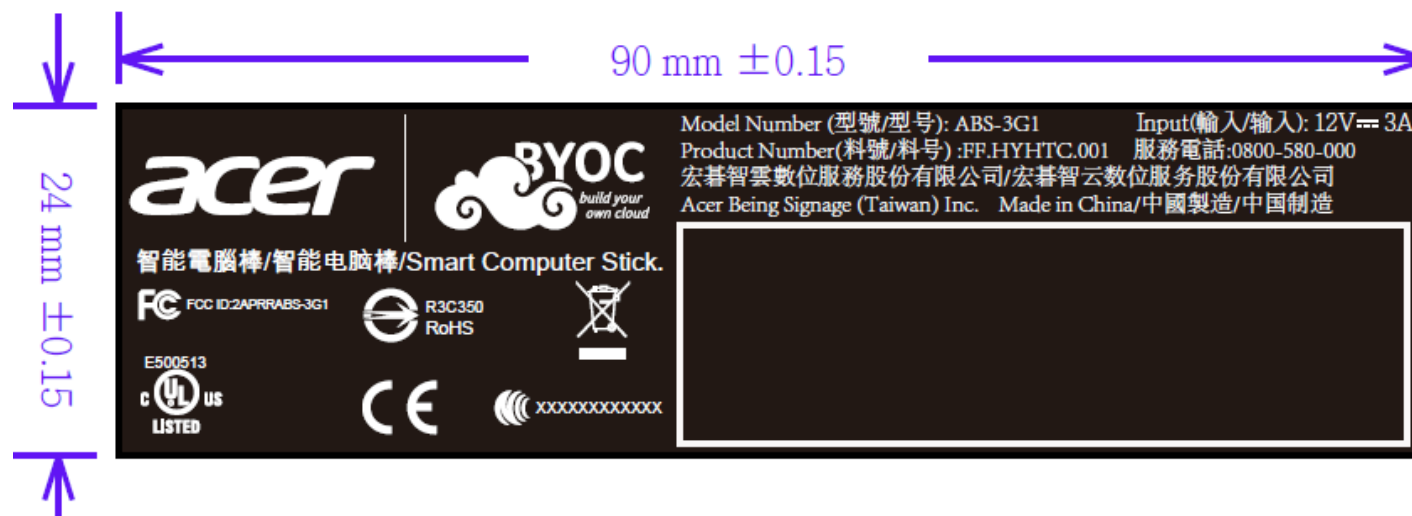 90 mm ±0.15
24 mm ±0.15
acer
BYOC
build your
own cloud
智能電腦棒/智能电脑棒/Smart Computer Stick.
FC FCC ID:2APRRABS-3G1
R3C350
RoHS
E500513
C UL US
LISTED
CE
XXXXXXXXXXXX
Model Number (型號/型号): ABS-3G1 Input(輸入/输入): 12V⎓ 3A
Product Number(料號/料号) :FF.HYHTC.001 服務電話:0800-580-000
宏碁智雲數位服務股份有限公司/宏碁智云数位服务股份有限公司
Acer Being Signage (Taiwan) Inc. Made in China/中國製造/中国制造